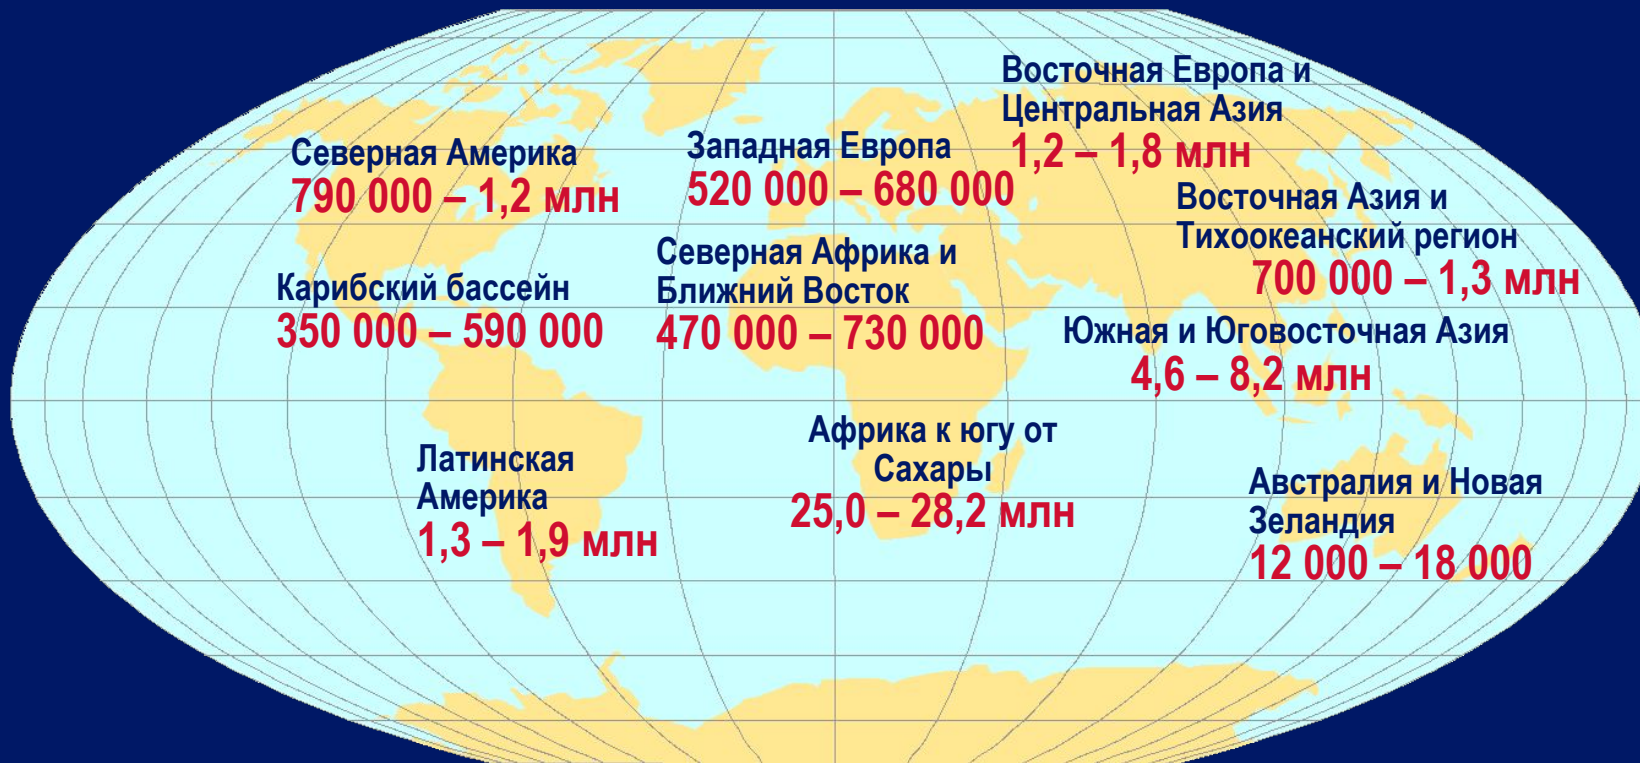 Северная Америка
790 000 – 1,2 млн
Карибский бассейн
350 000 – 590 000
Латинская
Америка
1,3 – 1,9 млн
Западная Европа
520 000 – 680 000
Северная Африка и
Ближний Восток
470 000 – 730 000
Африка к югу от
Сахары
25,0 – 28,2 млн
Восточная Европа и
Центральная Азия
1,2 – 1,8 млн
Восточная Азия и
Тихоокеанский регион
700 000 – 1,3 млн
Южная и Юговосточная Азия
4,6 – 8,2 млн
Австралия и Новая
Зеландия
12 000 – 18 000